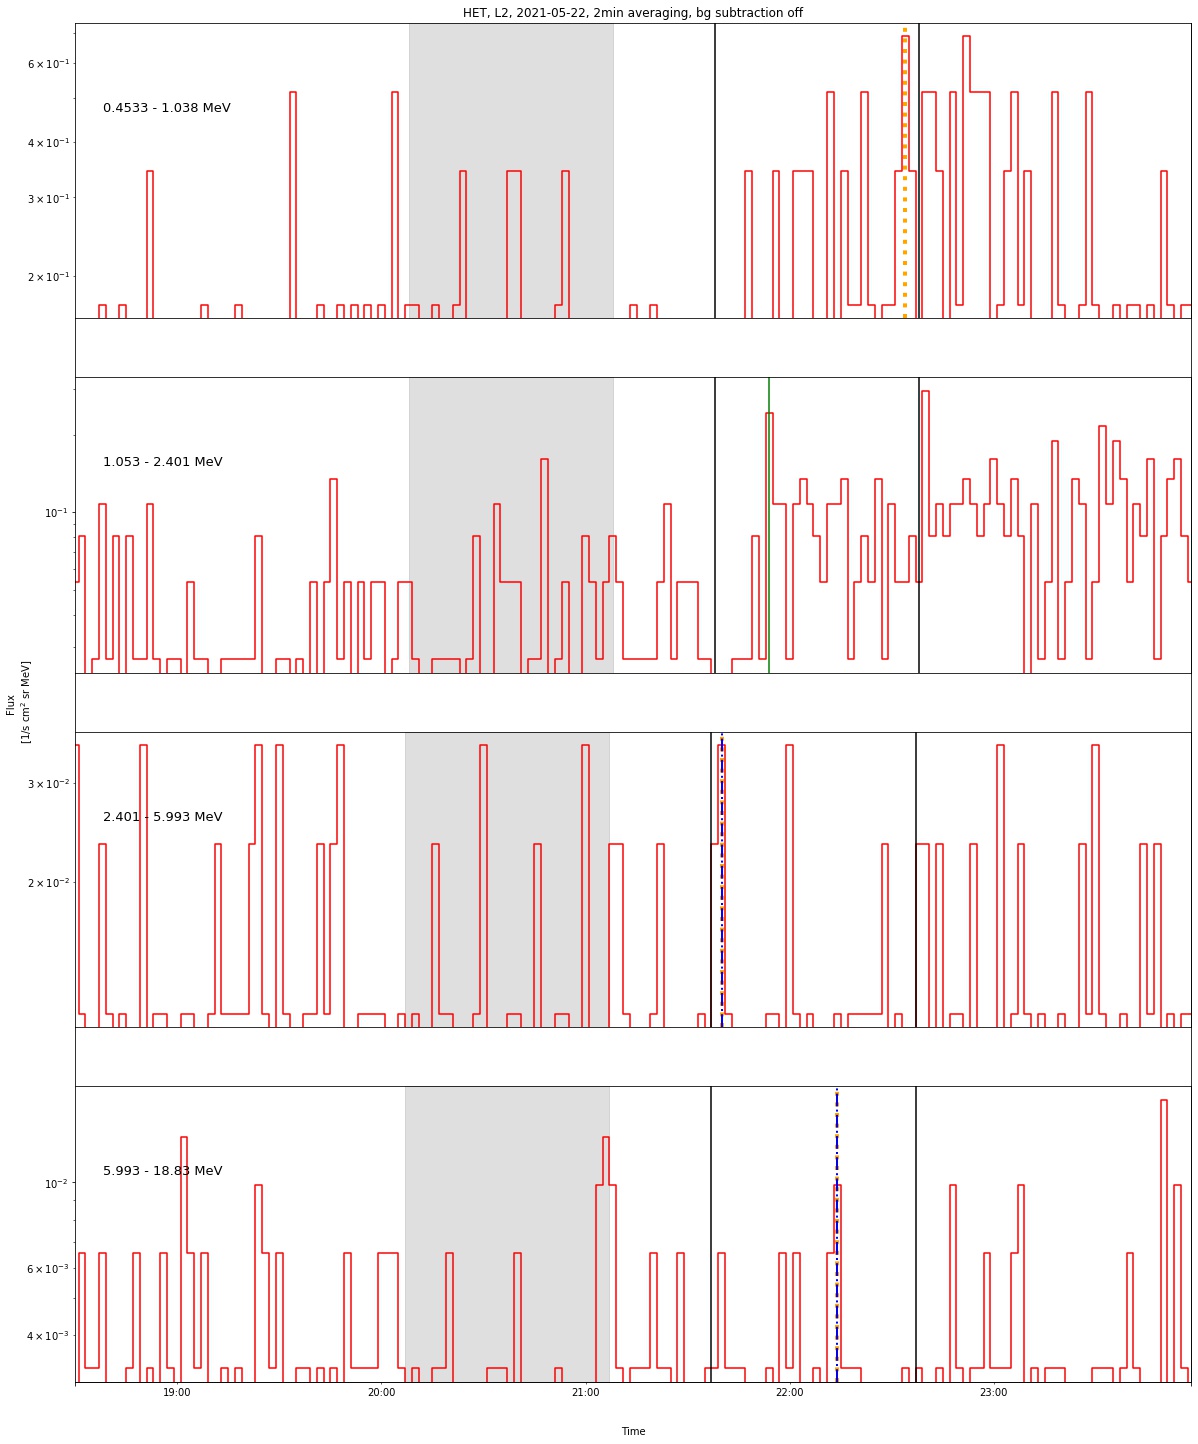 HET, L2, 2021-05-22, 2min averaging, bg subtraction off
6 × 10⁻¹
0.4533 - 1.038 MeV
4 × 10⁻¹
3 × 10⁻¹
2 × 10⁻¹
1.053 - 2.401 MeV
10⁻¹
Flux
[1/s cm² sr MeV]
3 × 10⁻²
2.401 - 5.993 MeV
2 × 10⁻²
5.993 - 18.83 MeV
10⁻²
6 × 10⁻³
4 × 10⁻³
19:00 20:00 21:00 22:00 23:00
Time